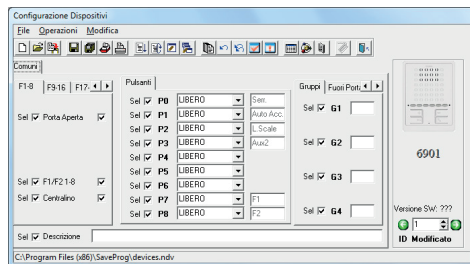 Configurazione Dispositivi
File Operazioni Modifica
Comuni
F1-8 F9-16 F17-
Sel Porta Aperta
Sel F1/F2 1-8
Sel Centralino
Pulsanti
Sel P0 LIBERO Serr.
Sel P1 LIBERO Auto Acc.
Sel P2 LIBERO L Scale
Sel P3 LIBERO Aux2
Sel P4 LIBERO
Sel P5 LIBERO
Sel P6 LIBERO
Sel P7 LIBERO F1
Sel P8 LIBERO F2
Gruppi Fuori Porta
Sel G1
Sel G2
Sel G3
Sel G4
Sel Descrizione
3.E
6901
Versione SW: ???
1
ID Modificato
C:\Program Files (x86)\SaveProg\devices.ndv